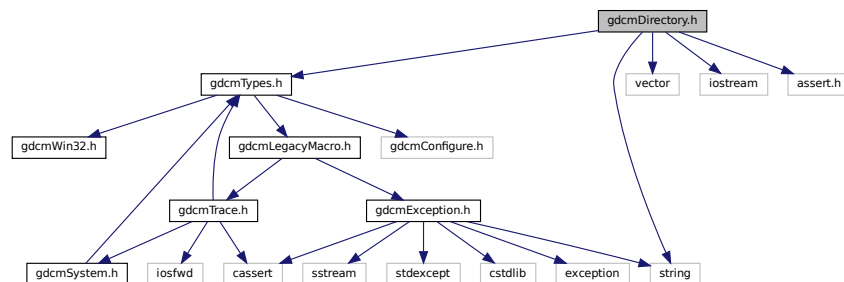 gdcmDirectory.h
gdcmTypes.h
vector
iostream
assert.h
gdcmWin32.h
gdcmLegacyMacro.h
gdcmConfigure.h
gdcmTrace.h
gdcmException.h
gdcmSystem.h
iosfwd
cassert
sstream
stdexcept
cstdlib
exception
string